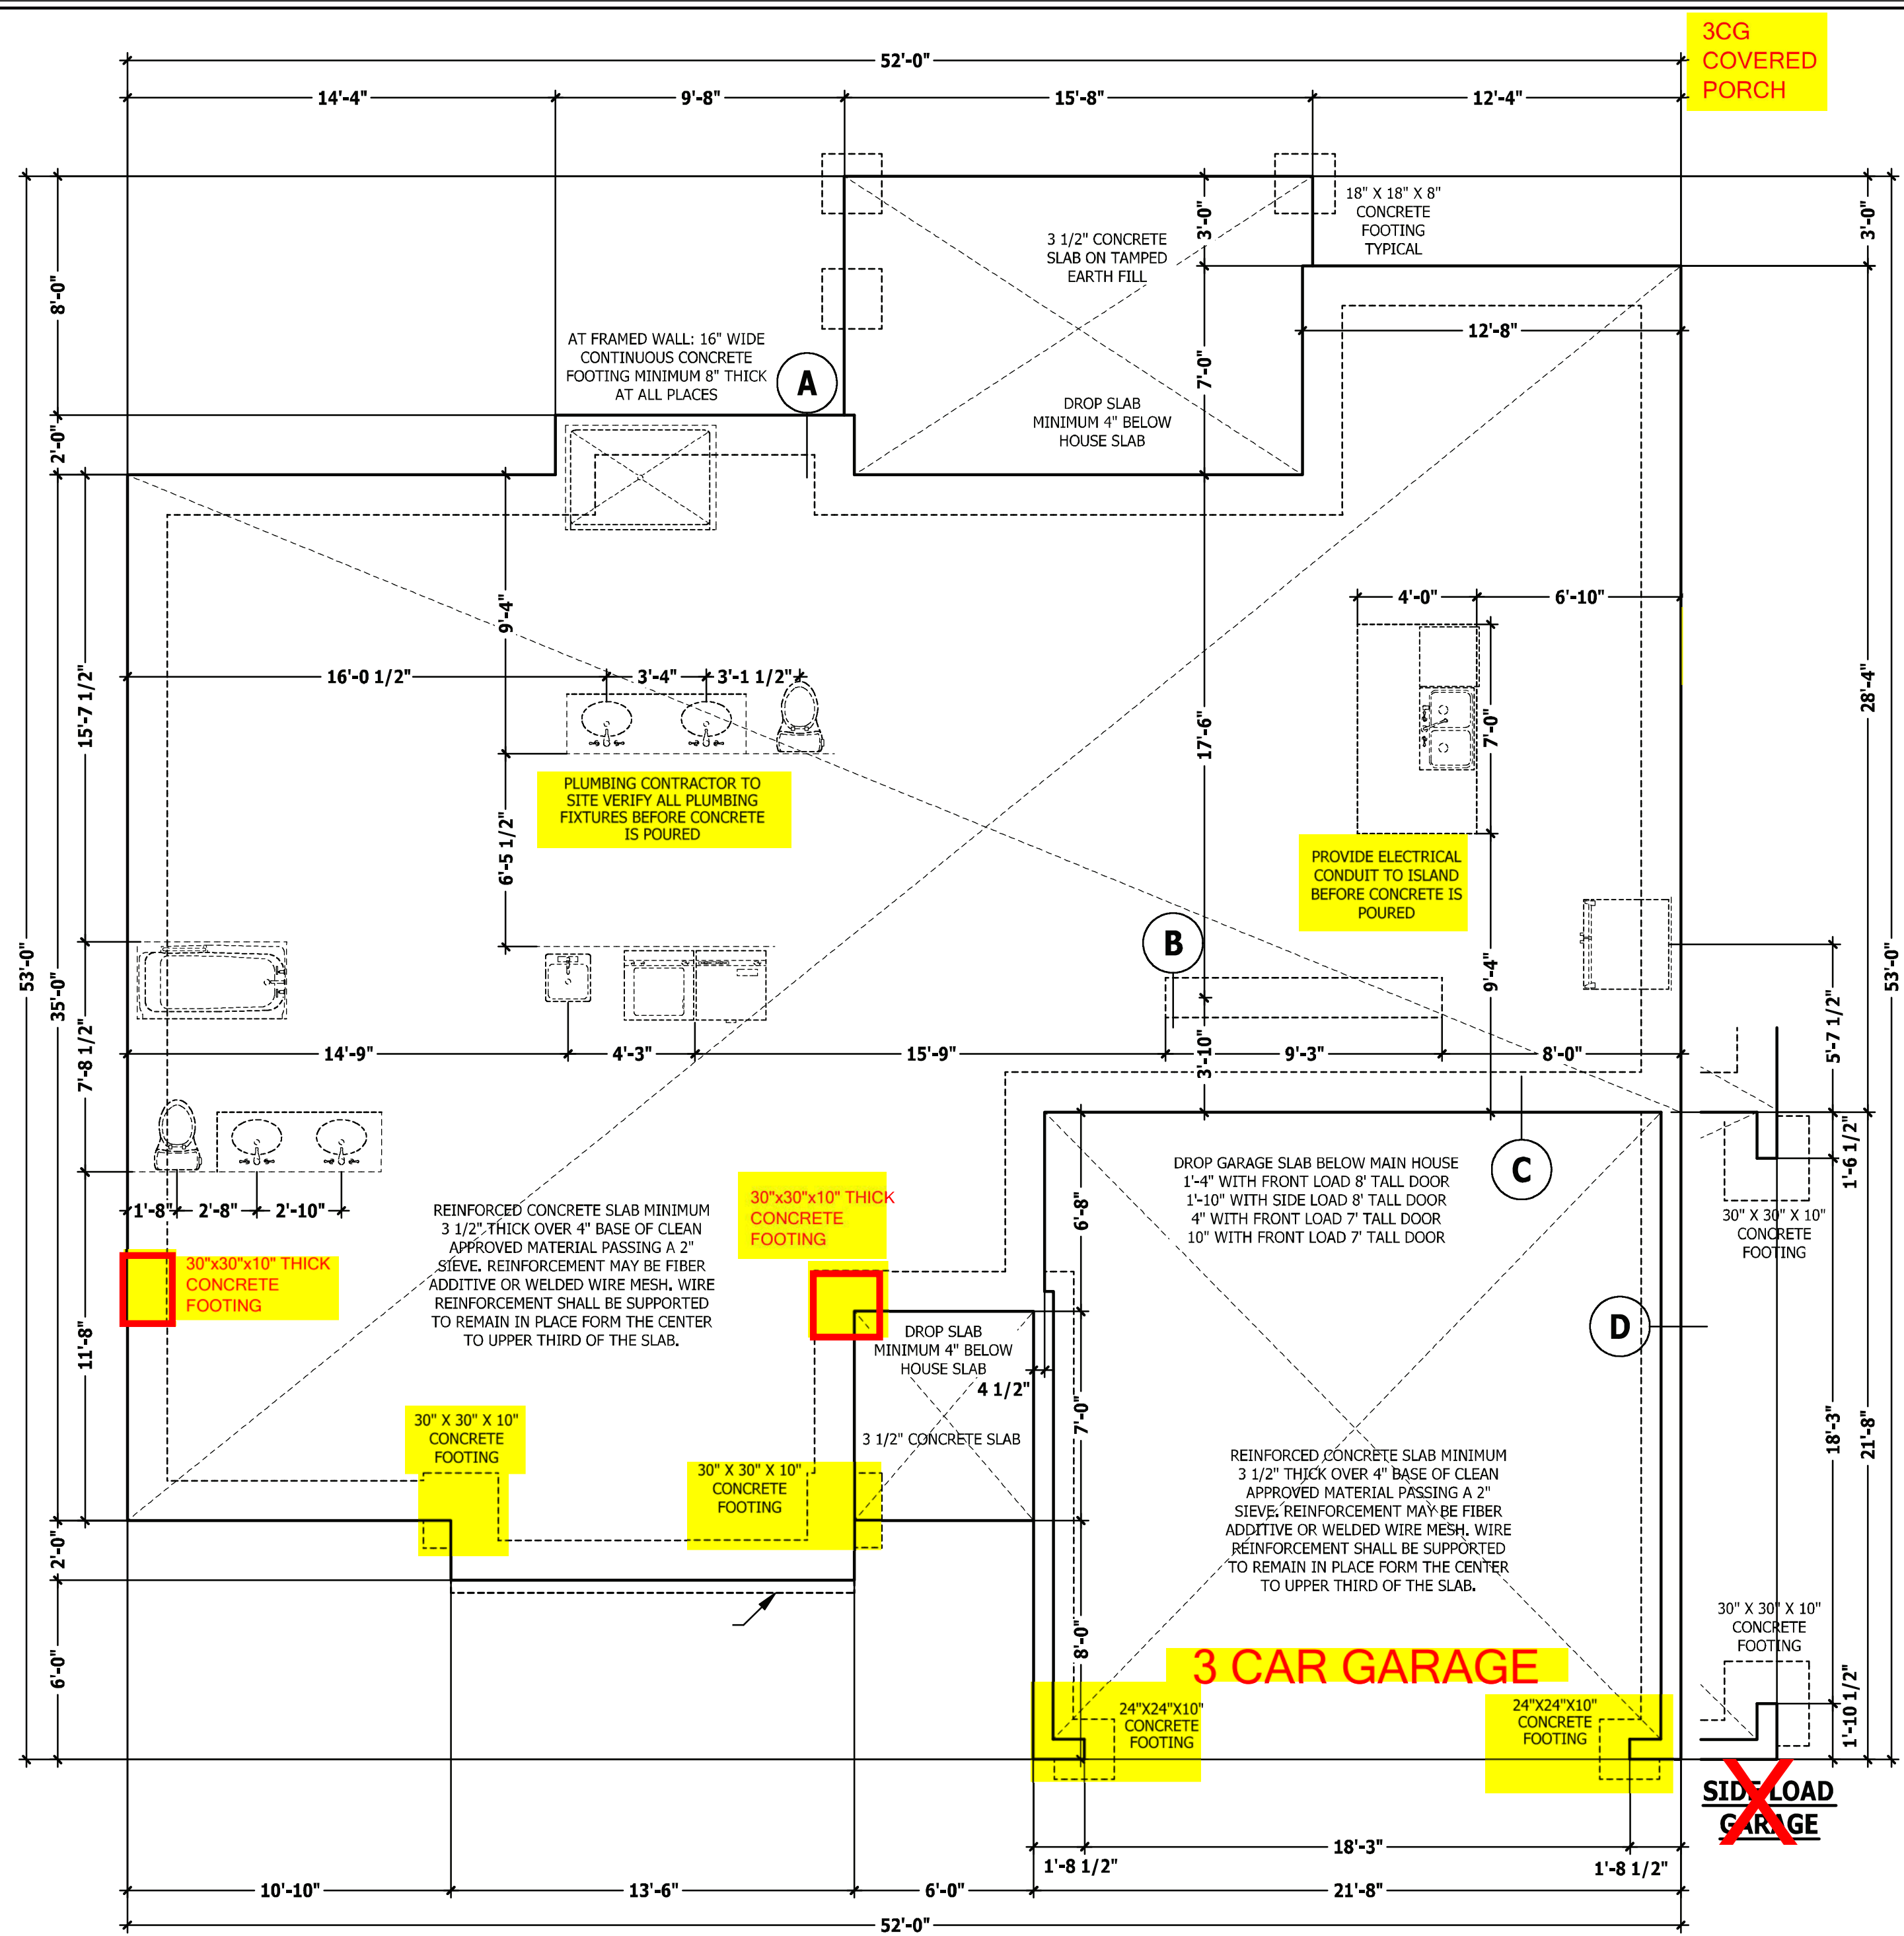 3CG
COVERED
PORCH
52'-0"
14'-4"
9'-8"
15'-8"
12'-4"
18" X 18" X 8"
CONCRETE
FOOTING
TYPICAL
3'-0"
3'-0"
3 1/2" CONCRETE
SLAB ON TAMPED
EARTH FILL
8'-0"
12'-8"
AT FRAMED WALL: 16" WIDE
CONTINUOUS CONCRETE
FOOTING MINIMUM 8" THICK
AT ALL PLACES
A
7'-0"
DROP SLAB
MINIMUM 4" BELOW
HOUSE SLAB
2'-0"
9'-4"
4'-0"
6'-10"
16'-0 1/2"
3'-4"
3'-1 1/2"
15'-7 1/2"
28'-4"
7'-0"
17'-6"
PLUMBING CONTRACTOR TO
SITE VERIFY ALL PLUMBING
FIXTURES BEFORE CONCRETE
IS POURED
6'-5 1/2"
PROVIDE ELECTRICAL
CONDUIT TO ISLAND
BEFORE CONCRETE IS
POURED
B
53'-0"
35'-0"
9'-4"
53'-0"
5'-7 1/2"
7'-8 1/2"
14'-9"
4'-3"
15'-9"
3'-10"
9'-3"
8'-0"
1'-6 1/2"
C
DROP GARAGE SLAB BELOW MAIN HOUSE
1'-4" WITH FRONT LOAD 8' TALL DOOR
1'-10" WITH SIDE LOAD 8' TALL DOOR
4" WITH FRONT LOAD 7' TALL DOOR
10" WITH FRONT LOAD 7' TALL DOOR
6'-8"
30" X 30" X 10"
CONCRETE
FOOTING
1'-8"
2'-8"
2'-10"
REINFORCED CONCRETE SLAB MINIMUM
3 1/2" THICK OVER 4" BASE OF CLEAN
APPROVED MATERIAL PASSING A 2"
SIEVE. REINFORCEMENT MAY BE FIBER
ADDITIVE OR WELDED WIRE MESH. WIRE
REINFORCEMENT SHALL BE SUPPORTED
TO REMAIN IN PLACE FORM THE CENTER
TO UPPER THIRD OF THE SLAB.
30"x30"x10" THICK
CONCRETE
FOOTING
30"x30"x10" THICK
CONCRETE
FOOTING
11'-8"
D
DROP SLAB
MINIMUM 4" BELOW
HOUSE SLAB
4 1/2"
7'-0"
3 1/2" CONCRETE SLAB
30" X 30" X 10"
CONCRETE
FOOTING
30" X 30" X 10"
CONCRETE
FOOTING
18'-3"
21'-8"
REINFORCED CONCRETE SLAB MINIMUM
3 1/2" THICK OVER 4" BASE OF CLEAN
APPROVED MATERIAL PASSING A 2"
SIEVE. REINFORCEMENT MAY BE FIBER
ADDITIVE OR WELDED WIRE MESH. WIRE
REINFORCEMENT SHALL BE SUPPORTED
TO REMAIN IN PLACE FORM THE CENTER
TO UPPER THIRD OF THE SLAB.
2'-0"
6'-0"
8'-0"
30" X 30" X 10"
CONCRETE
FOOTING
3 CAR GARAGE
24"X24"X10"
CONCRETE
FOOTING
24"X24"X10"
CONCRETE
FOOTING
1'-10 1/2"
SIDE LOAD
GARAGE
X
18'-3"
1'-8 1/2"
1'-8 1/2"
10'-10"
13'-6"
6'-0"
21'-8"
52'-0"